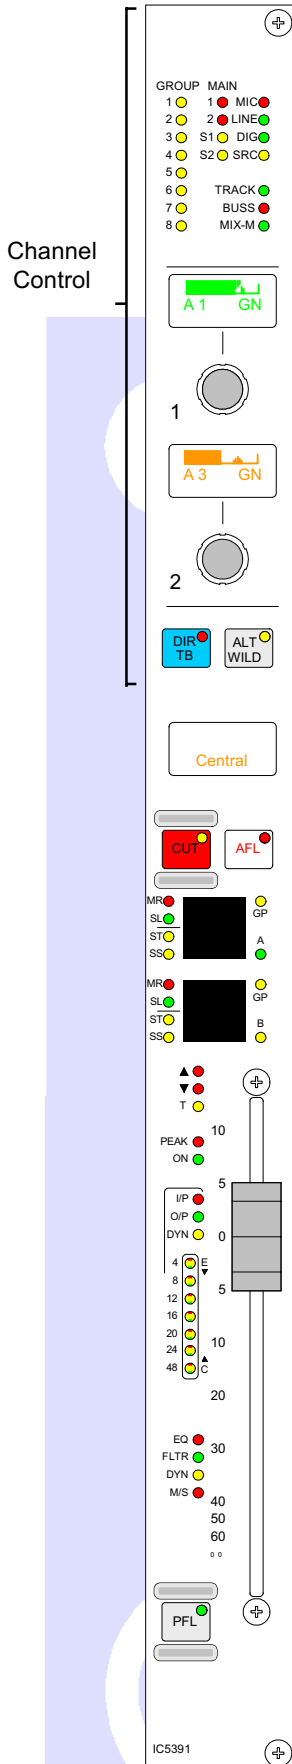 GROUP MAIN
1 1 MIC
2 2 LINE
3 S1 DIG
4 S2 SRC
5
6 TRACK
7 BUSS
8 MIX-M
Channel
Control
A 1 GN
1
A 3 GN
2
DIR
TB
ALT
WILD
Central
CUT
AFL
MR
SL
ST
SS
GP
A
MR
SL
ST
SS
GP
B
T
10
PEAK
ON
5
I/P
O/P
DYN
0
4 E
8
5
12
16
20
24
48 C
10
20
EQ
FLTR
DYN
M/S
30
40
50
60
0 0
PFL
IC5391